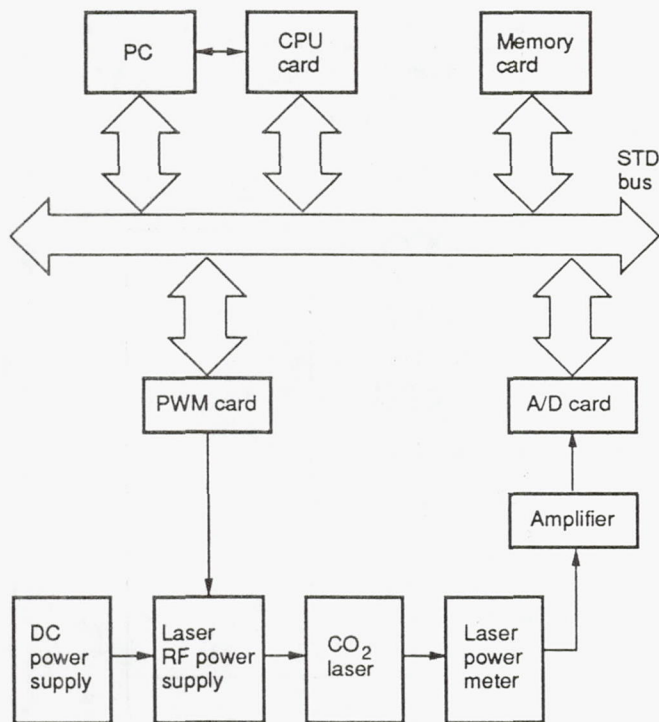 PC
CPU
card
Memory
card
STD
bus
PWM card
A/D card
Amplifier
DC
power
supply
Laser
RF power
supply
CO2
laser
Laser
power
meter